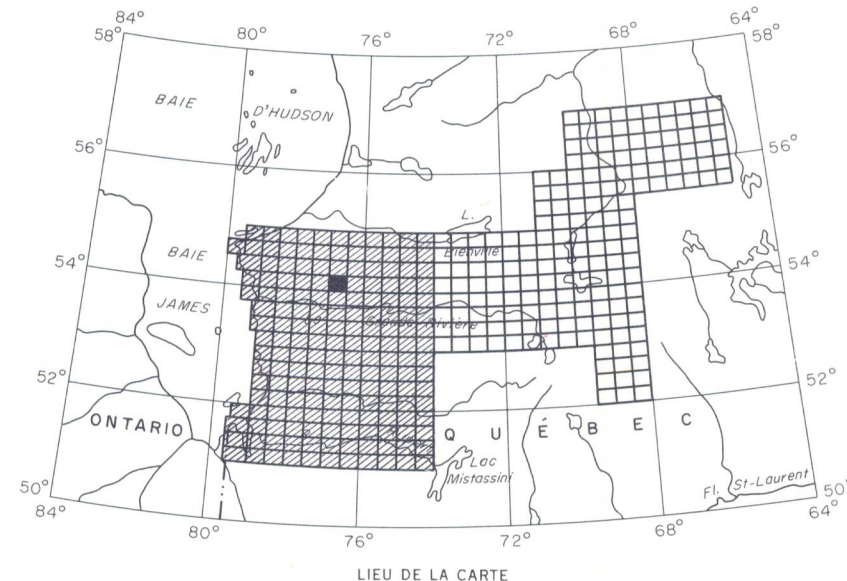 84°
80°
76°
72°
68°
64°
58°
58°
BAIE
D'HUDSON
56°
56°
L.
Bienville
BAIE
54°
54°
JAMES
Grande Rivière
52°
52°
ONTARIO
QUÉBEC
Lac
Mistassini
Fl. St-Laurent
50°
50°
84°
80°
76°
72°
68°
64°
LIEU DE LA CARTE